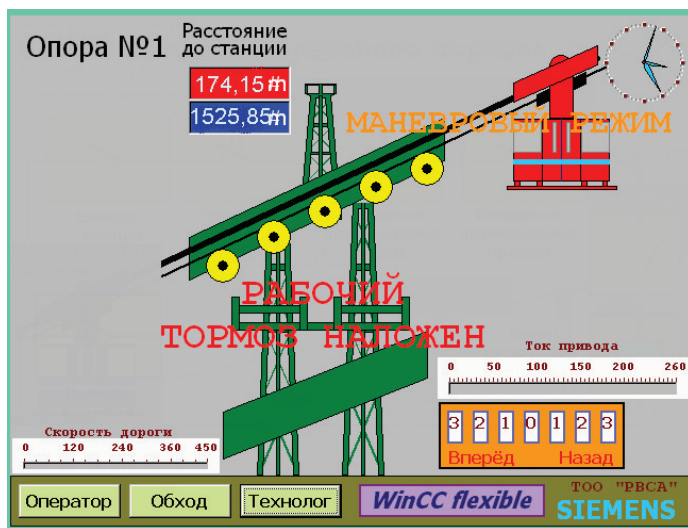 Опора №1
Расстояние
до станции
174,15 m
1525,85 m
МАНЕВРОВЫЙ РЕЖИМ
РАБОЧИЙ
ТОРМОЗ НАЛОЖЕН
Ток привода
0 50 100 150 200 260
3 2 1 0 1 2 3
Вперёд Назад
Скорость дороги
0 120 240 360 450
Оператор Обход Технолог WinCC flexible
ТОО "РВСА"
SIEMENS